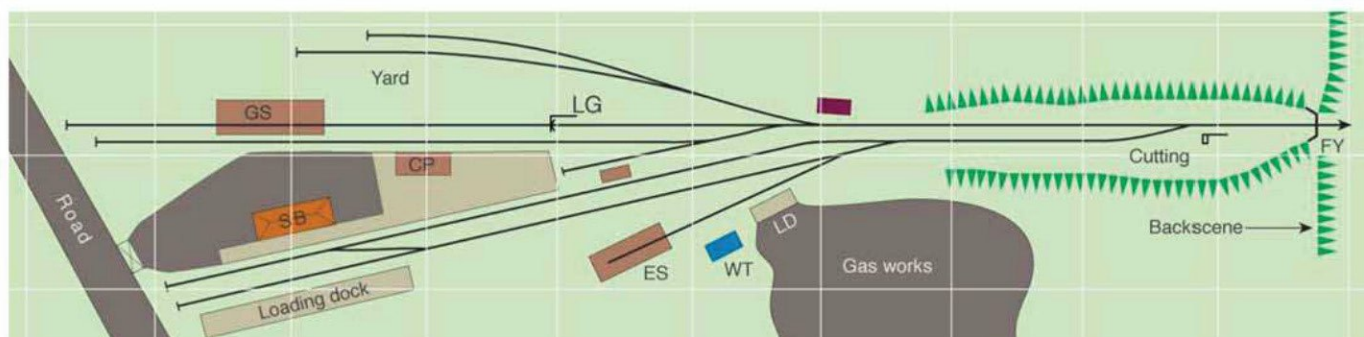 Yard
GS
LG
CP
SB
Road
Loading dock
ES
WT
LD
Gas works
Cutting
FY
Backscene